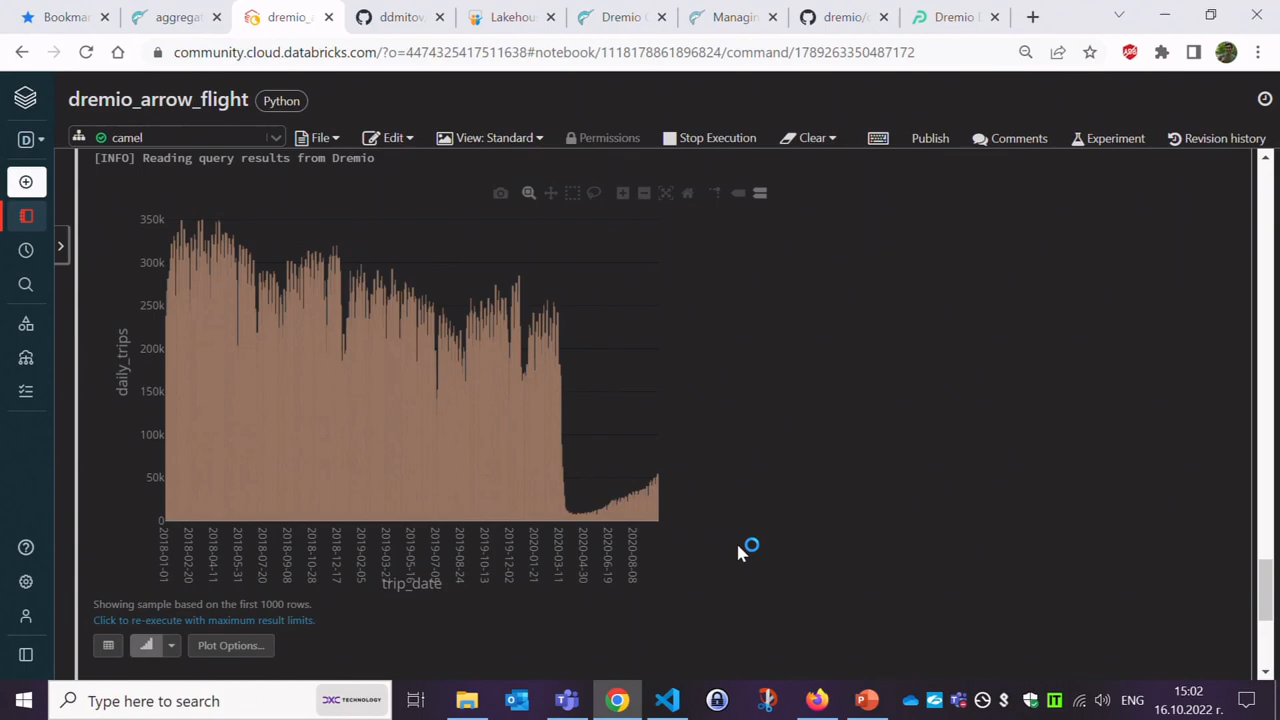 Bookmar
aggregat
dremio_a
ddmitov
Lakehous
Dremio C
Managin
dremio/c
Dremio D
community.cloud.databricks.com/?o=4474325417511638#notebook/1118178861896824/command/1789263350487172
dremio_arrow_flight
Python
D
camel
File
Edit
View: Standard
Permissions
Stop Execution
Clear
Publish
Comments
Experiment
Revision history
[INFO] Reading query results from Dremio
350k
300k
250k
200k
150k
100k
50k
0
daily_trips
2018-01-01
2018-02-20
2018-04-11
2018-05-31
2018-07-20
2018-09-08
2018-10-28
2018-12-17
2019-02-05
2019-03-27
2019-05-16
2019-07-05
2019-08-24
2019-10-13
2019-12-02
2020-01-21
2020-03-11
2020-04-30
2020-06-19
2020-08-08
trip_date
Showing sample based on the first 1000 rows.
Click to re-execute with maximum result limits.
Plot Options...
Type here to search
DXC TECHNOLOGY
ЕНГ
15:02
16.10.2022 г.